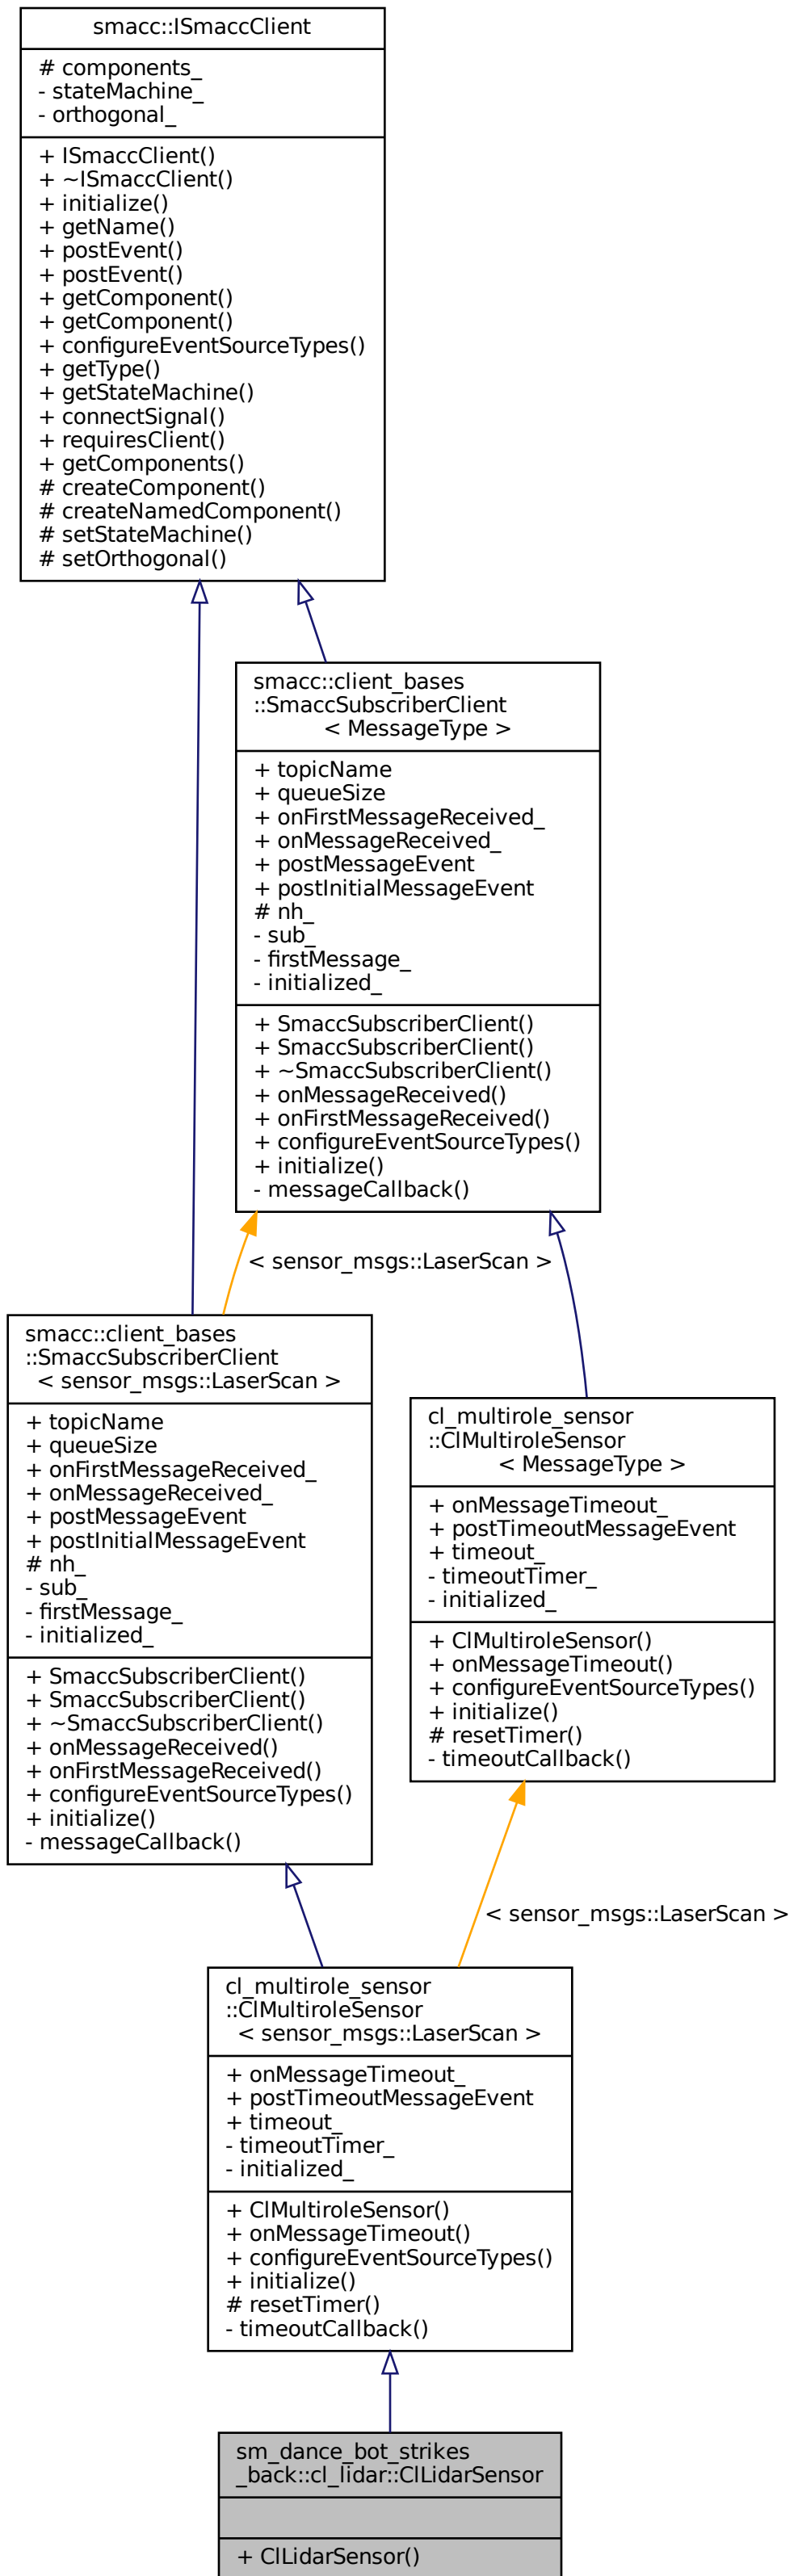 smacc::ISmaccClient
# components_
- stateMachine_
- orthogonal_
+ ISmaccClient()
+ ~ISmaccClient()
+ initialize()
+ getName()
+ postEvent()
+ postEvent()
+ getComponent()
+ getComponent()
+ configureEventSourceTypes()
+ getType()
+ getStateMachine()
+ connectSignal()
+ requiresClient()
+ getComponents()
# createComponent()
# createNamedComponent()
# setStateMachine()
# setOrthogonal()
smacc::client_bases
::SmaccSubscriberClient
< MessageType >
+ topicName
+ queueSize
+ onFirstMessageReceived_
+ onMessageReceived_
+ postMessageEvent
+ postInitialMessageEvent
# nh_
- sub_
- firstMessage_
- initialized_
+ SmaccSubscriberClient()
+ SmaccSubscriberClient()
+ ~SmaccSubscriberClient()
+ onMessageReceived()
+ onFirstMessageReceived()
+ configureEventSourceTypes()
+ initialize()
- messageCallback()
< sensor_msgs::LaserScan >
smacc::client_bases
::SmaccSubscriberClient
< sensor_msgs::LaserScan >
+ topicName
+ queueSize
+ onFirstMessageReceived_
+ onMessageReceived_
+ postMessageEvent
+ postInitialMessageEvent
# nh_
- sub_
- firstMessage_
- initialized_
+ SmaccSubscriberClient()
+ SmaccSubscriberClient()
+ ~SmaccSubscriberClient()
+ onMessageReceived()
+ onFirstMessageReceived()
+ configureEventSourceTypes()
+ initialize()
- messageCallback()
cl_multirole_sensor
::ClMultiroleSensor
< MessageType >
+ onMessageTimeout_
+ postTimeoutMessageEvent
+ timeout_
- timeoutTimer_
- initialized_
+ ClMultiroleSensor()
+ onMessageTimeout()
+ configureEventSourceTypes()
+ initialize()
# resetTimer()
- timeoutCallback()
< sensor_msgs::LaserScan >
cl_multirole_sensor
::ClMultiroleSensor
< sensor_msgs::LaserScan >
+ onMessageTimeout_
+ postTimeoutMessageEvent
+ timeout_
- timeoutTimer_
- initialized_
+ ClMultiroleSensor()
+ onMessageTimeout()
+ configureEventSourceTypes()
+ initialize()
# resetTimer()
- timeoutCallback()
sm_dance_bot_strikes
_back::cl_lidar::ClLidarSensor
+ ClLidarSensor()